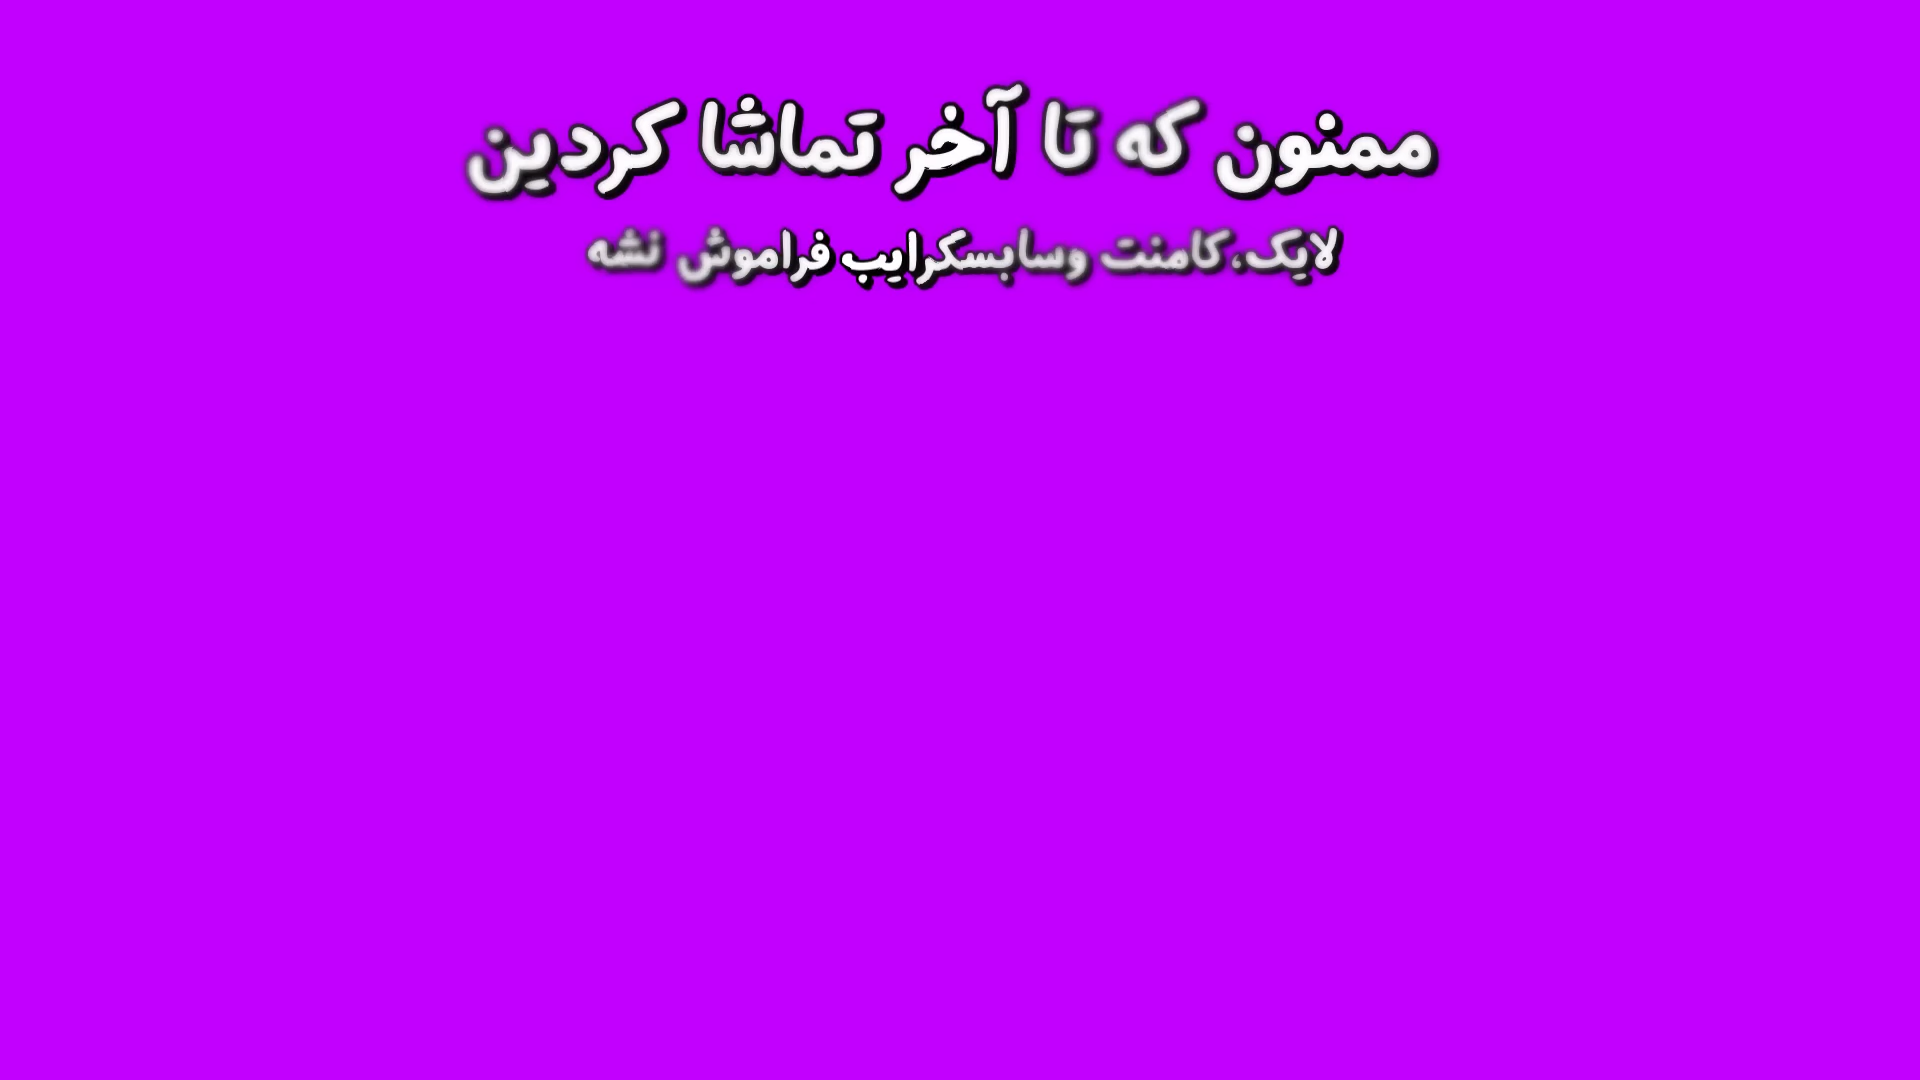 ممنون که تا آخر تماشا کردین
لایک،کامنت وسابسکرایب فراموش نشه